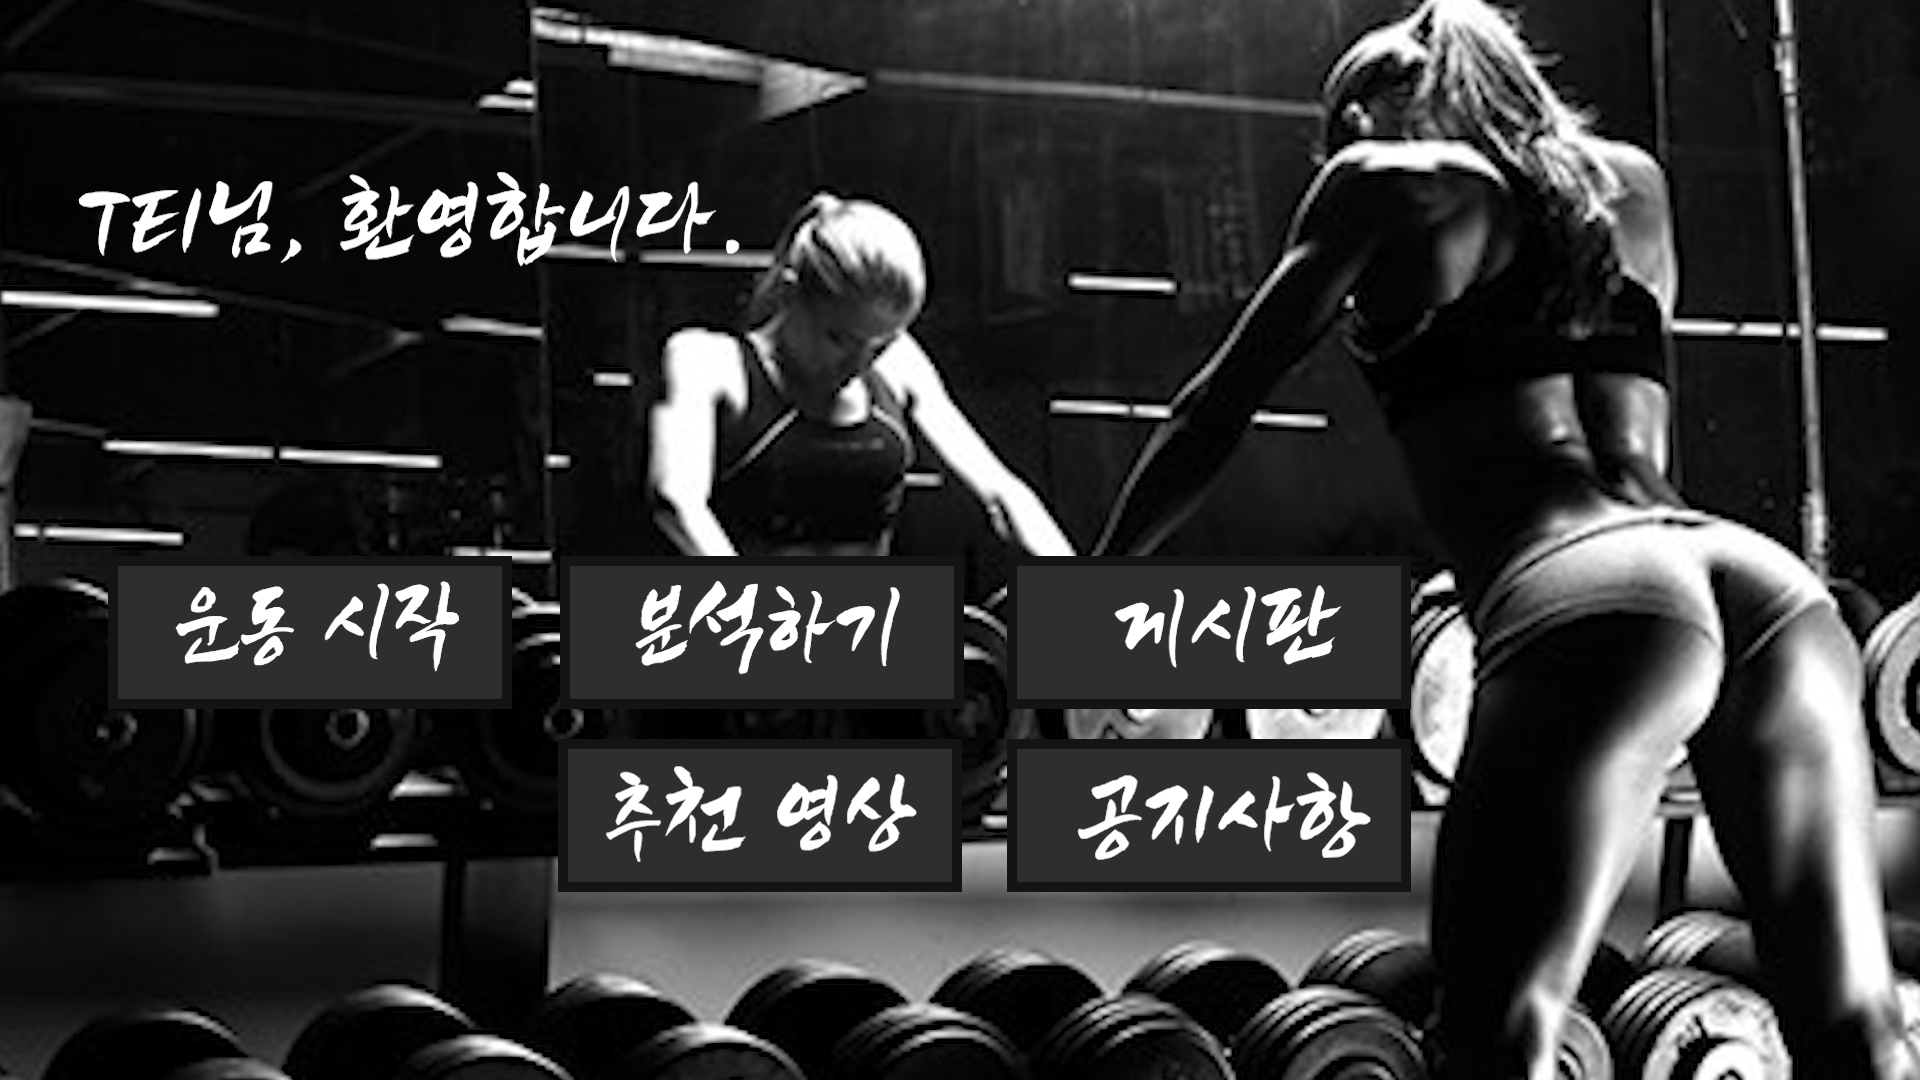 TEI님, 환영합니다.
운동 시작
분석하기
게시판
추천 영상
공지사항